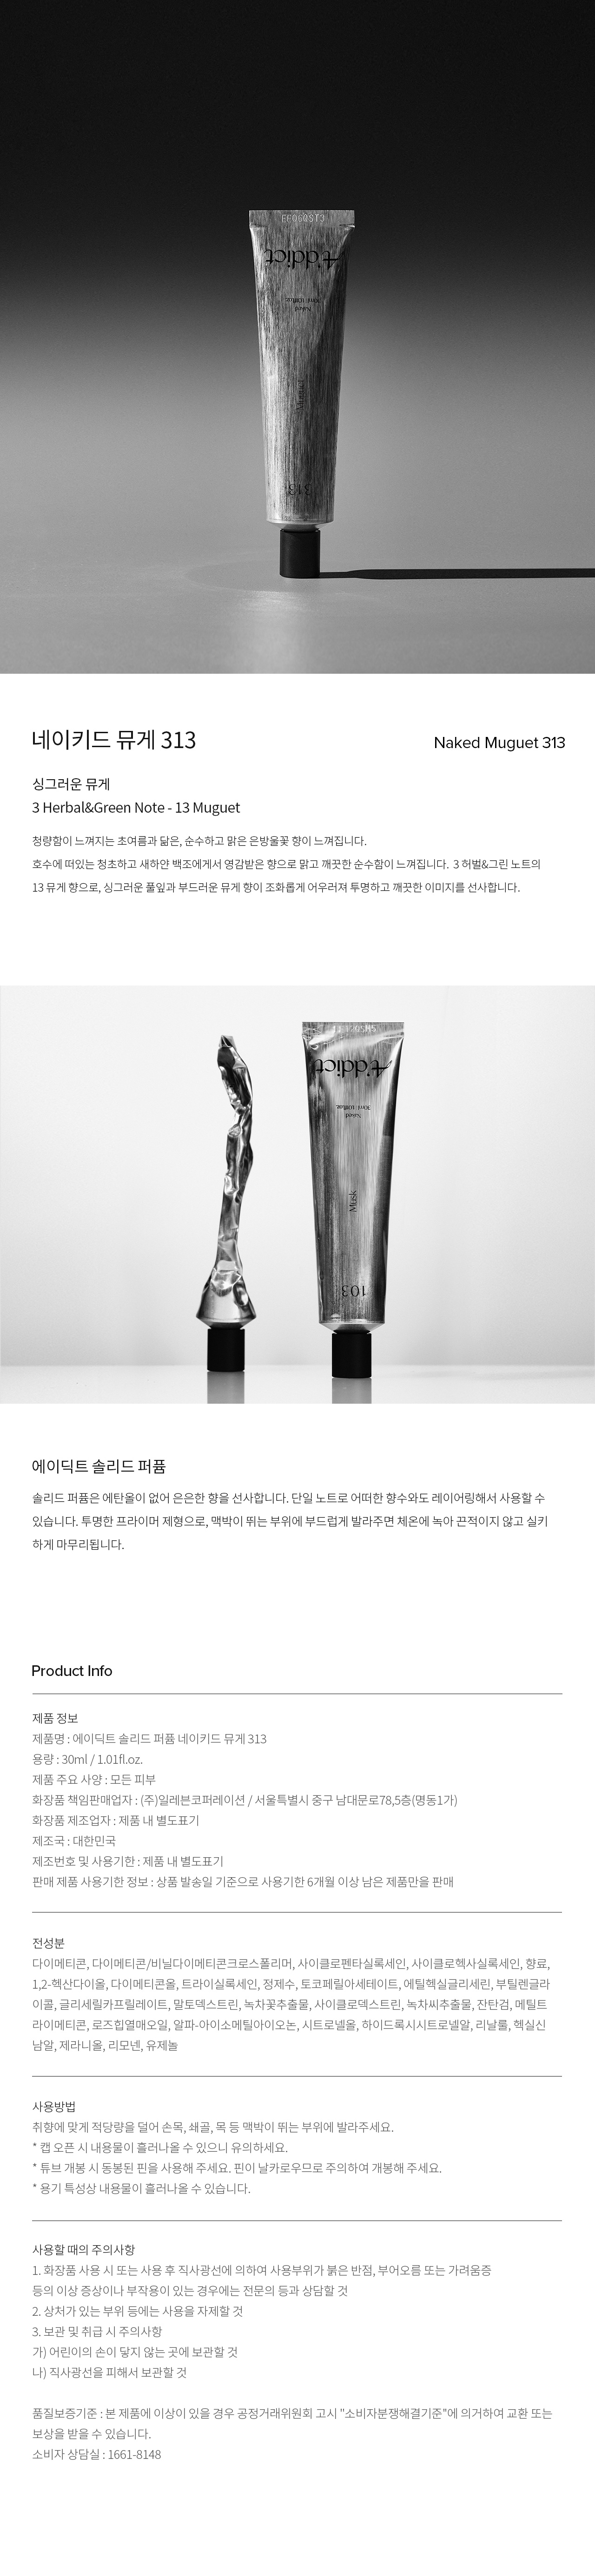 A'ddict
30ml 1.01fl.oz.
Naked
Muguet
313
네이키드 뮤게 313
Naked Muguet 313
싱그러운 뮤게
3 Herbal&Green Note - 13 Muguet
청량함이 느껴지는 초여름과 닮은, 순수하고 맑은 은방울꽃 향이 느껴집니다.
호수에 떠있는 청초하고 새하얀 백조에게서 영감받은 향으로 맑고 깨끗한 순수함이 느껴집니다. 3 허벌&그린 노트의
13 뮤게 향으로, 싱그러운 풀잎과 부드러운 뮤게 향이 조화롭게 어우러져 투명하고 깨끗한 이미지를 선사합니다.
A'ddict
30ml 1.01fl.oz.
Naked
Musk
103
에이딕트 솔리드 퍼퓸
솔리드 퍼퓸은 에탄올이 없어 은은한 향을 선사합니다. 단일 노트로 어떠한 향수와도 레이어링해서 사용할 수
있습니다. 투명한 프라이머 제형으로, 맥박이 뛰는 부위에 부드럽게 발라주면 체온에 녹아 끈적이지 않고 실키
하게 마무리됩니다.
Product Info
제품 정보
제품명 : 에이딕트 솔리드 퍼퓸 네이키드 뮤게 313
용량 : 30ml / 1.01fl.oz.
제품 주요 사양 : 모든 피부
화장품 책임판매업자 : (주)일레븐코퍼레이션 / 서울특별시 중구 남대문로78,5층(명동1가)
화장품 제조업자 : 제품 내 별도표기
제조국 : 대한민국
제조번호 및 사용기한 : 제품 내 별도표기
판매 제품 사용기한 정보 : 상품 발송일 기준으로 사용기한 6개월 이상 남은 제품만을 판매
전성분
다이메티콘, 다이메티콘/비닐다이메티콘크로스폴리머, 사이클로펜타실록세인, 사이클로헥사실록세인, 향료,
1,2-헥산다이올, 다이메티콘올, 트라이실록세인, 정제수, 토코페릴아세테이트, 에틸헥실글리세린, 부틸렌글라
이콜, 글리세릴카프릴레이트, 말토덱스트린, 녹차꽃추출물, 사이클로덱스트린, 녹차씨추출물, 잔탄검, 메틸트
라이메티콘, 로즈힙열매오일, 알파-아이소메틸아이오논, 시트로넬올, 하이드록시시트로넬알, 리날룰, 헥실신
남알, 제라니올, 리모넨, 유제놀
사용방법
취향에 맞게 적당량을 덜어 손목, 쇄골, 목 등 맥박이 뛰는 부위에 발라주세요.
* 캡 오픈 시 내용물이 흘러나올 수 있으니 유의하세요.
* 튜브 개봉 시 동봉된 핀을 사용해 주세요. 핀이 날카로우므로 주의하여 개봉해 주세요.
* 용기 특성상 내용물이 흘러나올 수 있습니다.
사용할 때의 주의사항
1. 화장품 사용 시 또는 사용 후 직사광선에 의하여 사용부위가 붉은 반점, 부어오름 또는 가려움증
등의 이상 증상이나 부작용이 있는 경우에는 전문의 등과 상담할 것
2. 상처가 있는 부위 등에는 사용을 자제할 것
3. 보관 및 취급 시 주의사항
가) 어린이의 손이 닿지 않는 곳에 보관할 것
나) 직사광선을 피해서 보관할 것
품질보증기준 : 본 제품에 이상이 있을 경우 공정거래위원회 고시 "소비자분쟁해결기준"에 의거하여 교환 또는
보상을 받을 수 있습니다.
소비자 상담실 : 1661-8148